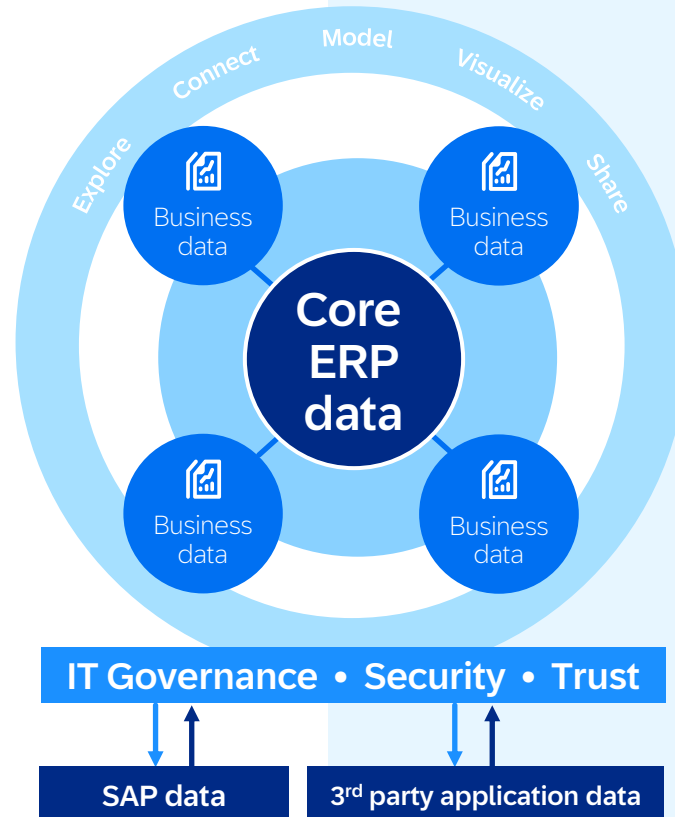 Explore
Connect
Model
Visualize
Share
Business
data
Business
data
Core
ERP
data
Business
data
Business
data
IT Governance • Security • Trust
SAP data
3rd party application data